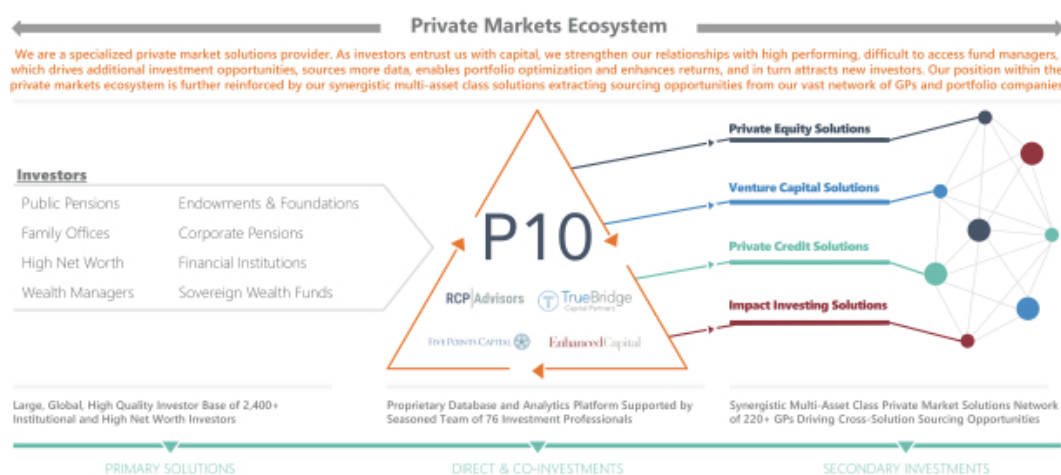 Private Markets Ecosystem
We are a specialized private market solutions provider. As investors entrust us with capital, we strengthen our relationships with high performing, difficult to access fund managers,
which drives additional investment opportunities, sources more data, enables portfolio optimization and enhances returns, and in turn attracts new investors. Our position within the
private markets ecosystem is further reinforced by our synergistic multi-asset class solutions extracting sourcing opportunities from our vast network of GPs and portfolio companies
Investors
Public Pensions
Endowments & Foundations
Family Offices
Corporate Pensions
High Net Worth
Financial Institutions
Wealth Managers
Sovereign Wealth Funds
P10
RCP|Advisors
TrueBridge
Capital Partners
FIVE POINTS CAPITAL
EnhancedCapital
Private Equity Solutions
Venture Capital Solutions
Private Credit Solutions
Impact Investing Solutions
Large, Global, High Quality Investor Base of 2,400+
Institutional and High Net Worth Investors
Proprietary Database and Analytics Platform Supported by
Seasoned Team of 76 Investment Professionals
Synergistic Multi-Asset Class Private Market Solutions Network
of 220+ GPs Driving Cross-Solution Sourcing Opportunities
PRIMARY SOLUTIONS
DIRECT & CO-INVESTMENTS
SECONDARY INVESTMENTS